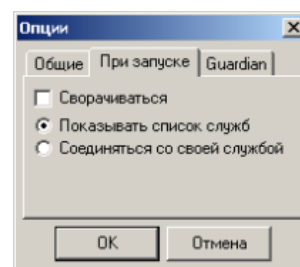 Опции
Общие При запуске Guardian
Сворачиваться
Показывать список служб
Соединяться со своей службой
OK Отмена